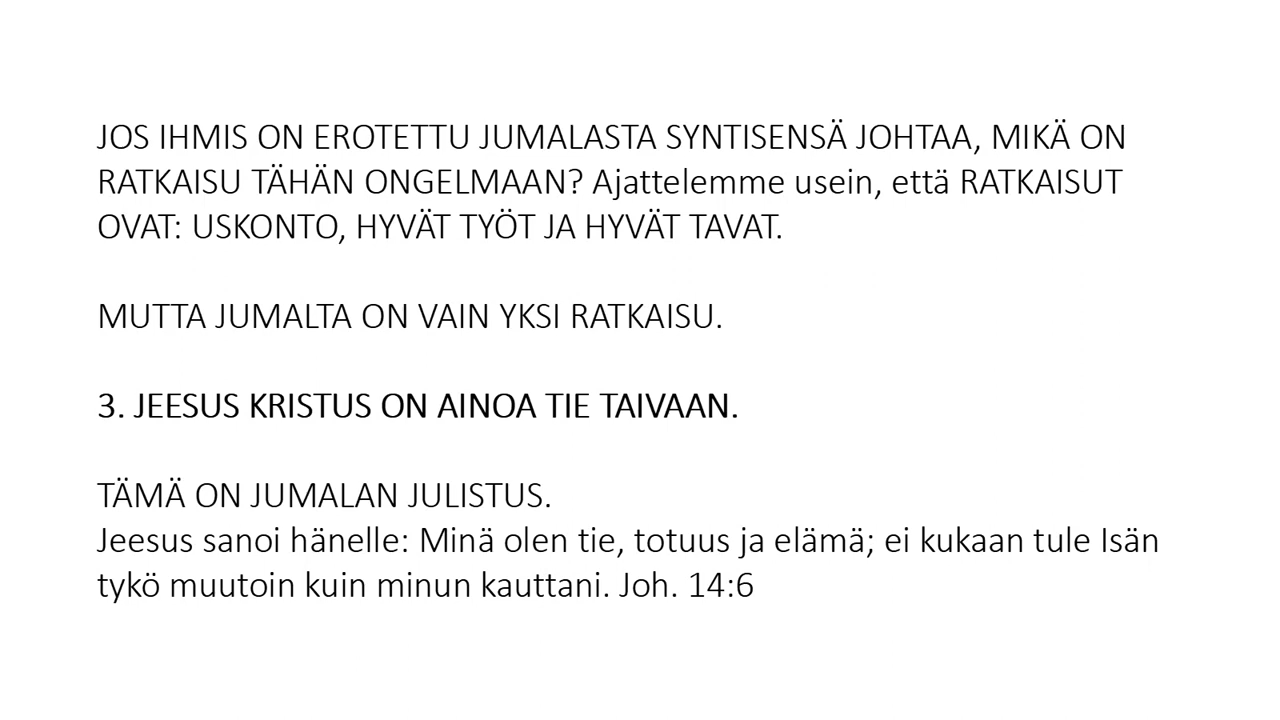 JOS IHMIS ON EROTETTU JUMALASTA SYNTISENSÄ JOHTAA, MIKÄ ON
RATKAISU TÄHÄN ONGELMAAN? Ajattelemme usein, että RATKAISUT
OVAT: USKONTO, HYVÄT TYÖT JA HYVÄT TAVAT.
MUTTA JUMALTA ON VAIN YKSI RATKAISU.
3. JEESUS KRISTUS ON AINOA TIE TAIVAAN.
TÄMÄ ON JUMALAN JULISTUS.
Jeesus sanoi hänelle: Minä olen tie, totuus ja elämä; ei kukaan tule Isän
tykö muutoin kuin minun kauttani. Joh. 14:6